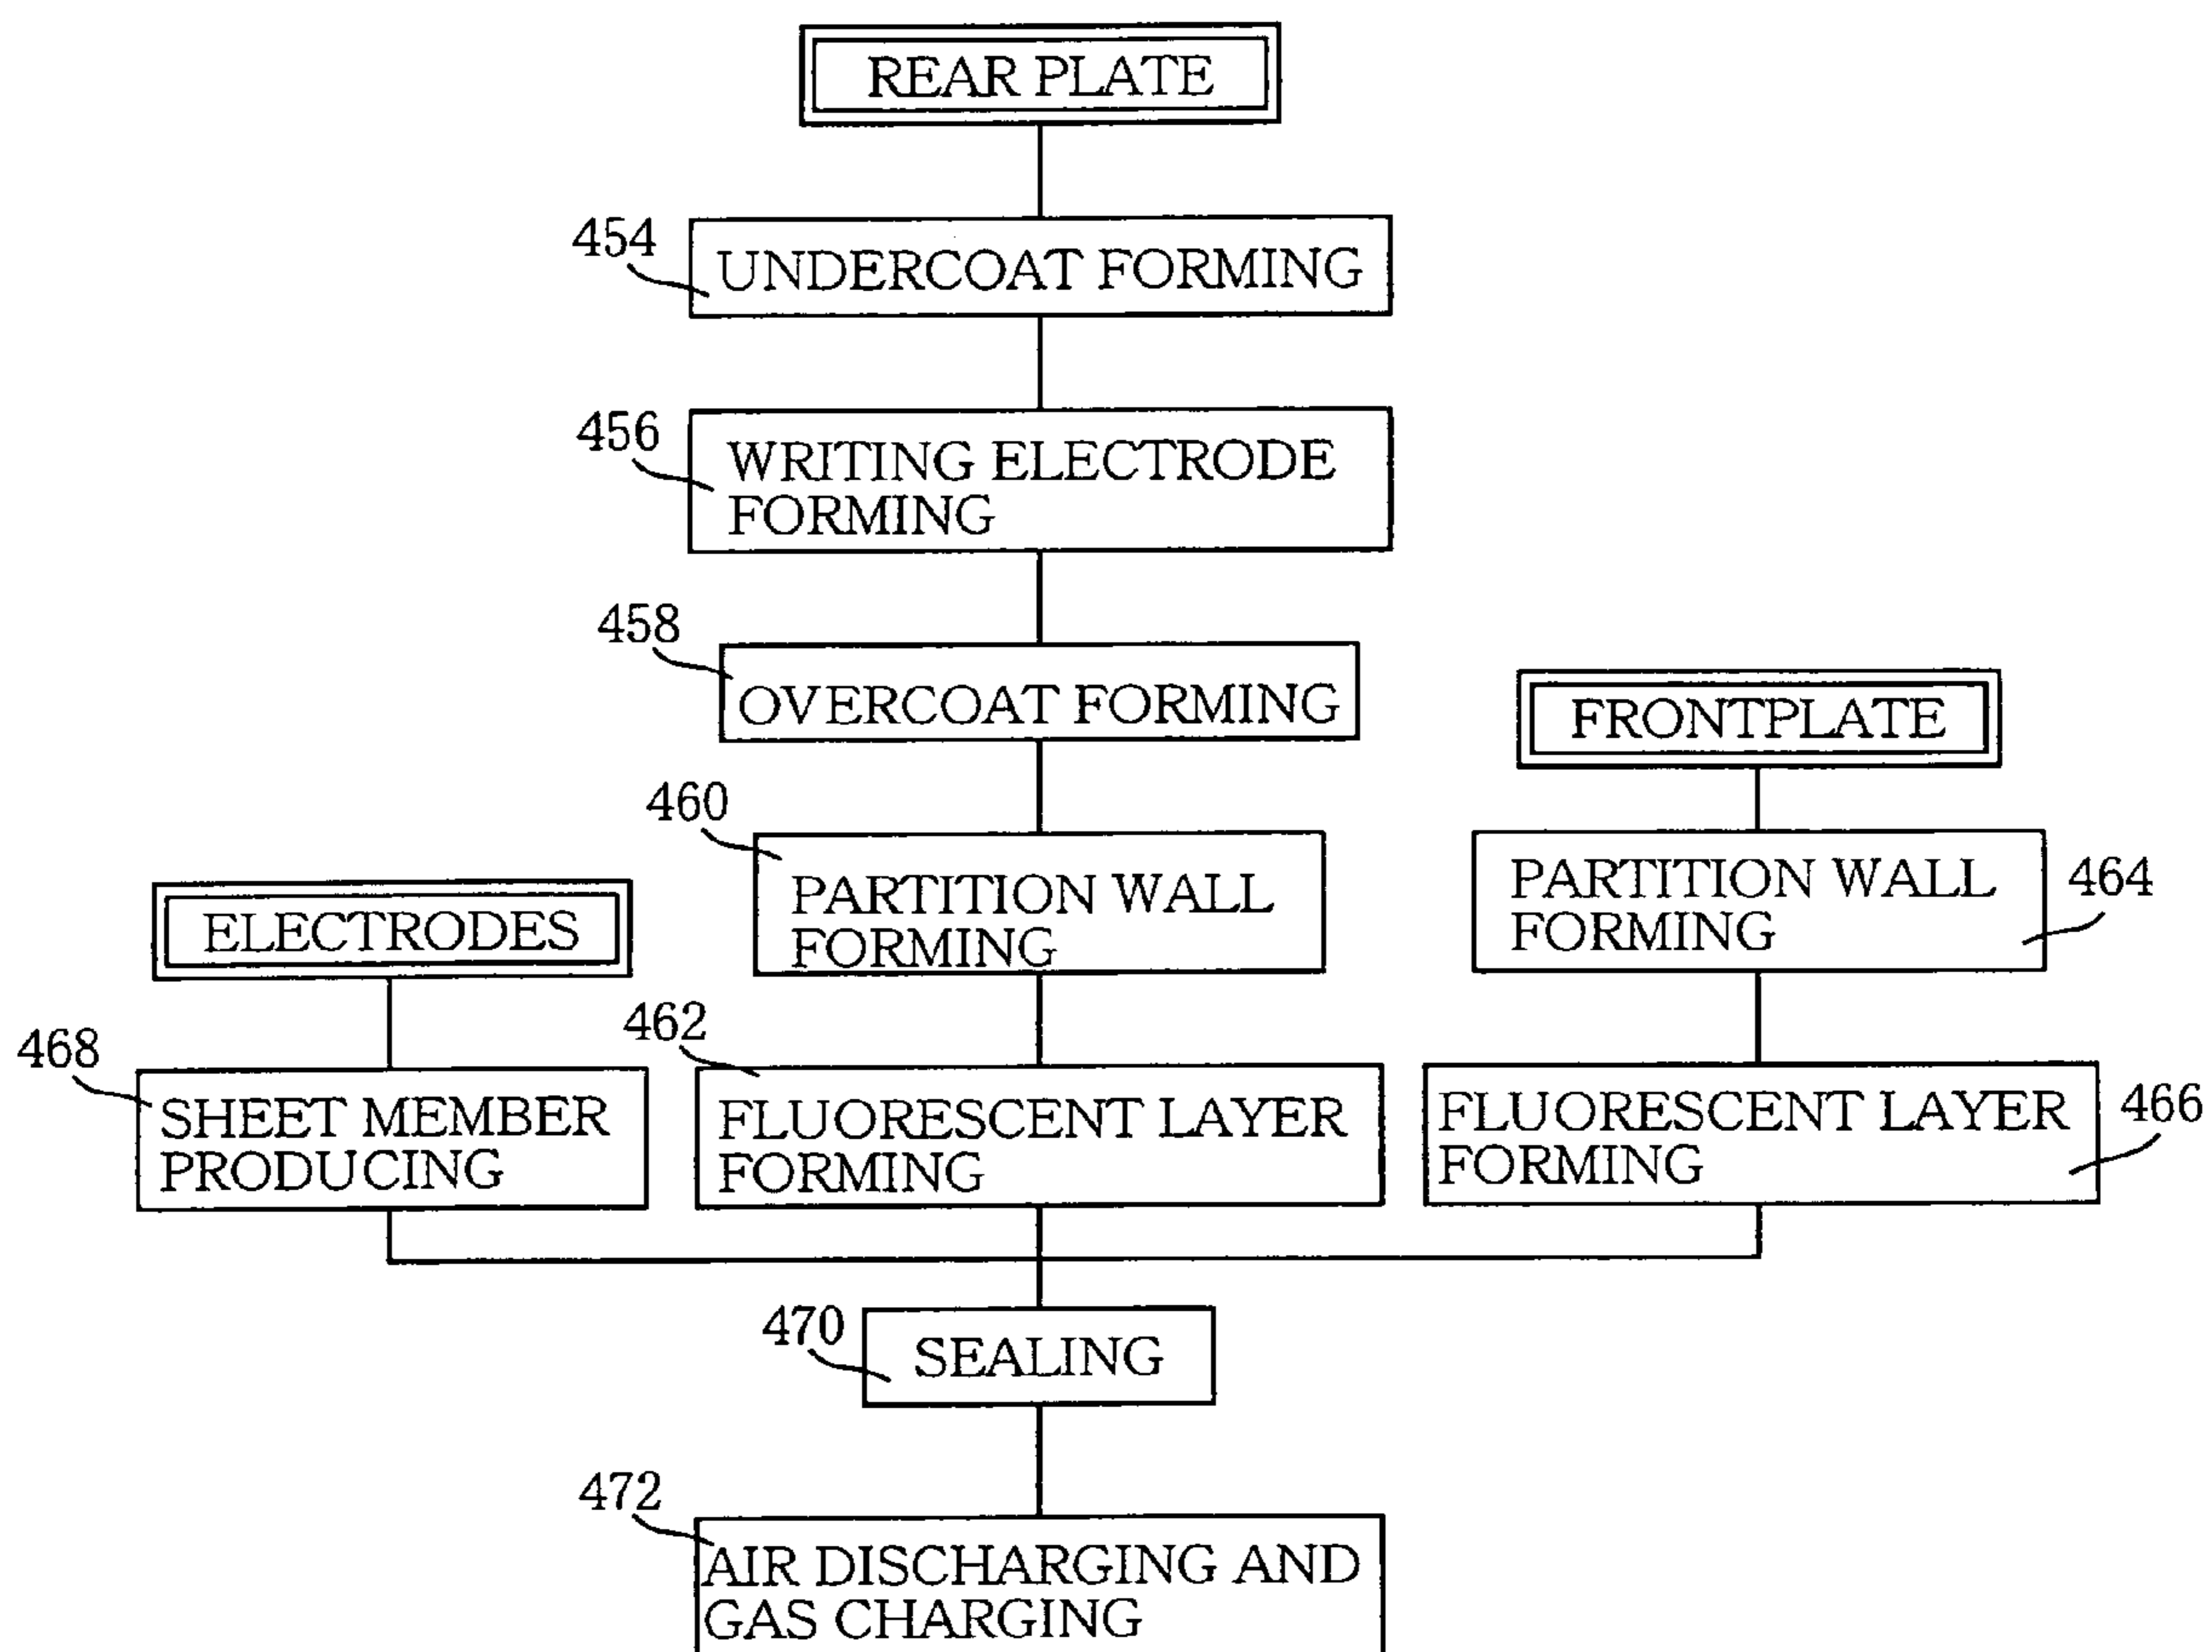 REAR PLATE
454
UNDERCOAT FORMING
456
WRITING ELECTRODE
FORMING
458
OVERCOAT FORMING
FRONTPLATE
460
PARTITION WALL
FORMING
PARTITION WALL
FORMING
464
ELECTRODES
468
SHEET MEMBER
PRODUCING
462
FLUORESCENT LAYER
FORMING
FLUORESCENT LAYER
FORMING
466
470
SEALING
472
AIR DISCHARGING AND
GAS CHARGING